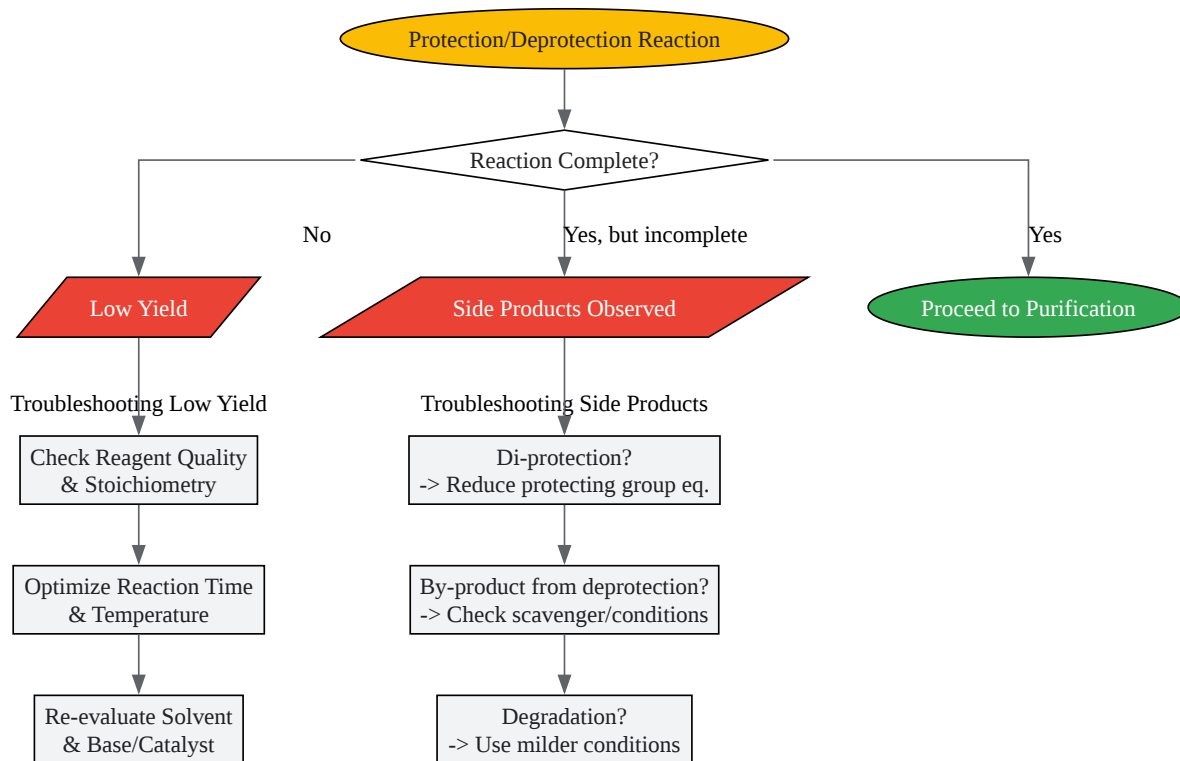 Protection/Deprotection Reaction
Reaction Complete?
No
Yes, but incomplete
Yes
Low Yield
Side Products Observed
Proceed to Purification
Troubleshooting Low Yield
Troubleshooting Side Products
Check Reagent Quality
& Stoichiometry
Di-protection?
-> Reduce protecting group eq.
Optimize Reaction Time
& Temperature
By-product from deprotection?
-> Check scavenger/conditions
Re-evaluate Solvent
& Base/Catalyst
Degradation?
-> Use milder conditions